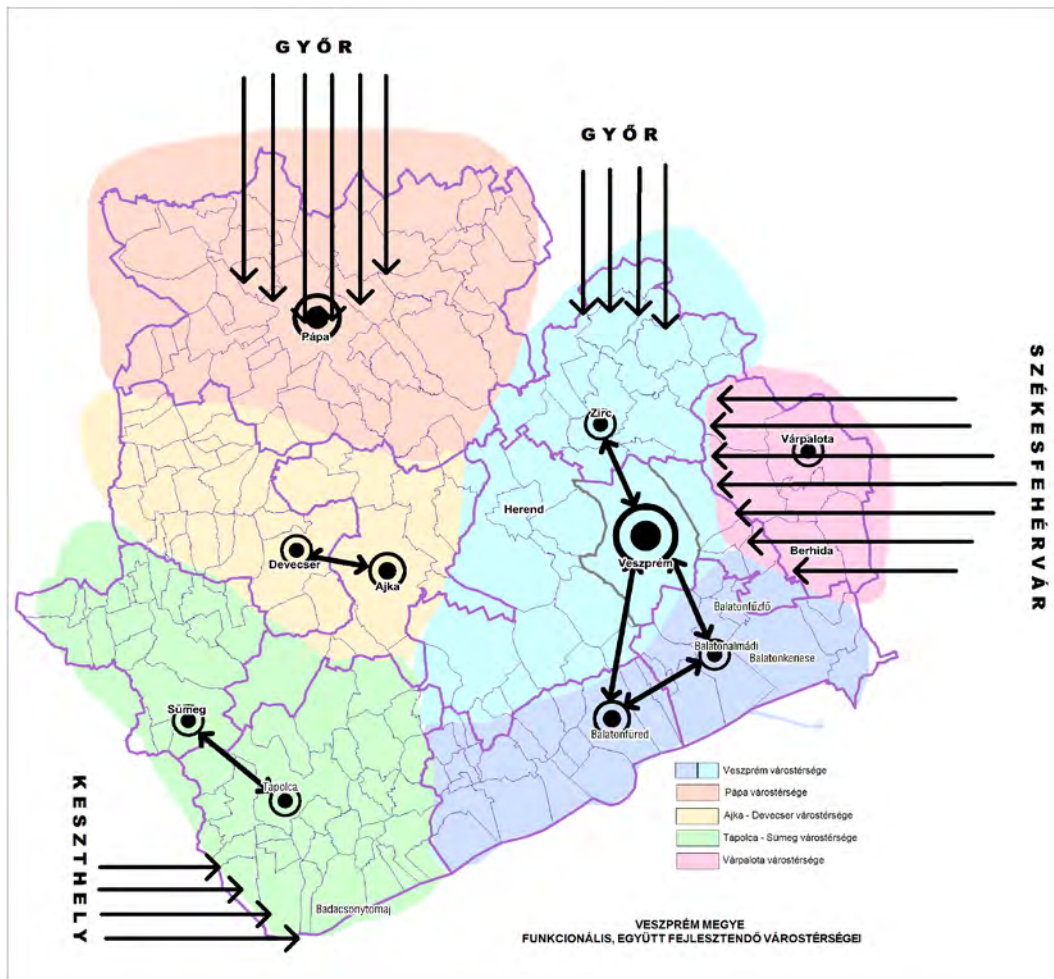 GYŐR
GYŐR
SZÉKESFEHÉRVÁR
Pápa
Zirc
Várpalota
Herend
Veszprém
Berhida
Devecser
Ajka
Balatonfűzfő
Balatonalmádi
Balatonkenese
Sümeg
Balatonfüred
Tapolca
KESZTHELY
Badacsonytomaj
Veszprém várostérsége
Pápa várostérsége
Ajka - Devecser várostérsége
Tapolca - Sümeg várostérsége
Várpalota várostérsége
VESZPRÉM MEGYE
FUNKCIONÁLIS, EGYÜTT FEJLESZTENDŐ VÁROSTÉRSÉGEI